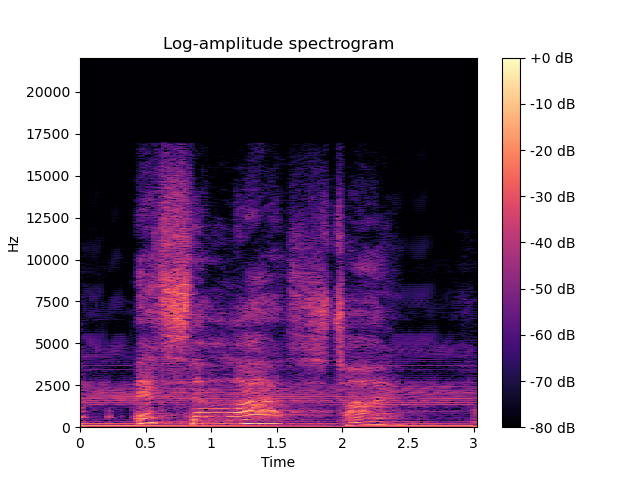 Log-amplitude spectrogram
+0 dB
20000
-10 dB
17500
-20 dB
15000
-30 dB
12500
Hz
-40 dB
10000
-50 dB
7500
-60 dB
5000
-70 dB
2500
0
-80 dB
0 0.5 1 1.5 2 2.5 3
Time